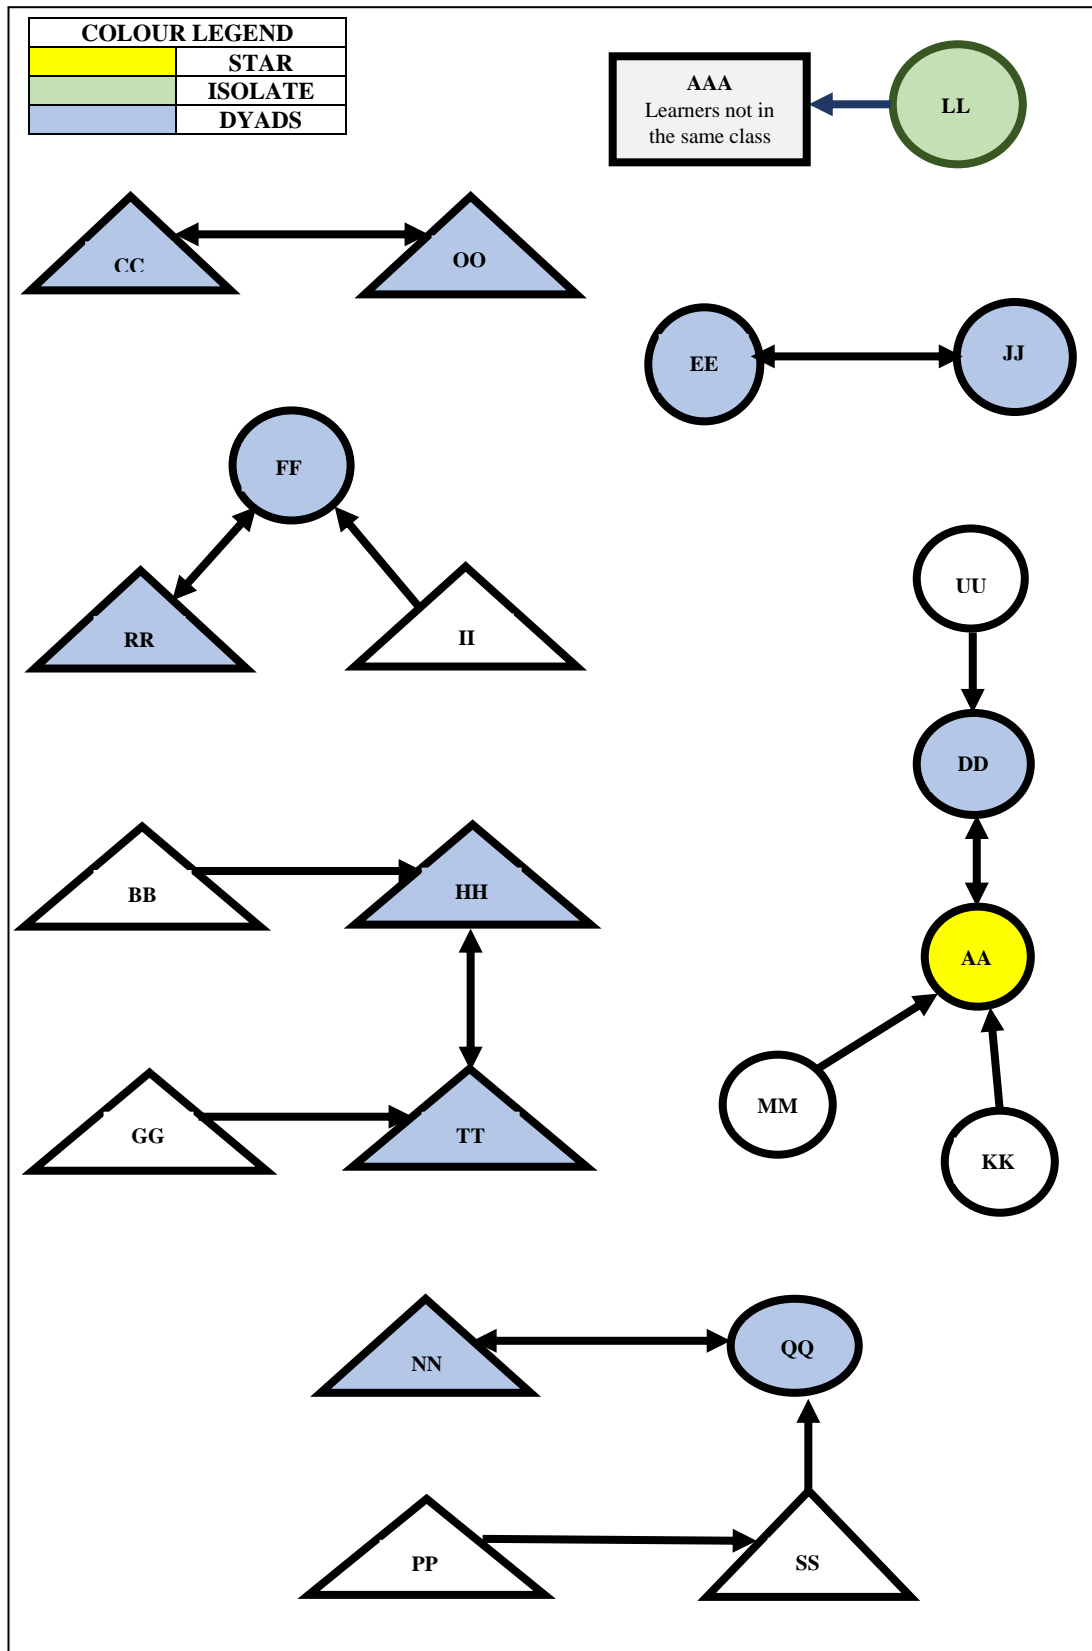 COLOUR LEGEND
STAR
ISOLATE
DYADS
AAA
Learners not in
the same class
LL
CC
OO
EE
JJ
FF
RR
II
UU
DD
BB
HH
AA
GG
TT
MM
KK
NN
QQ
PP
SS